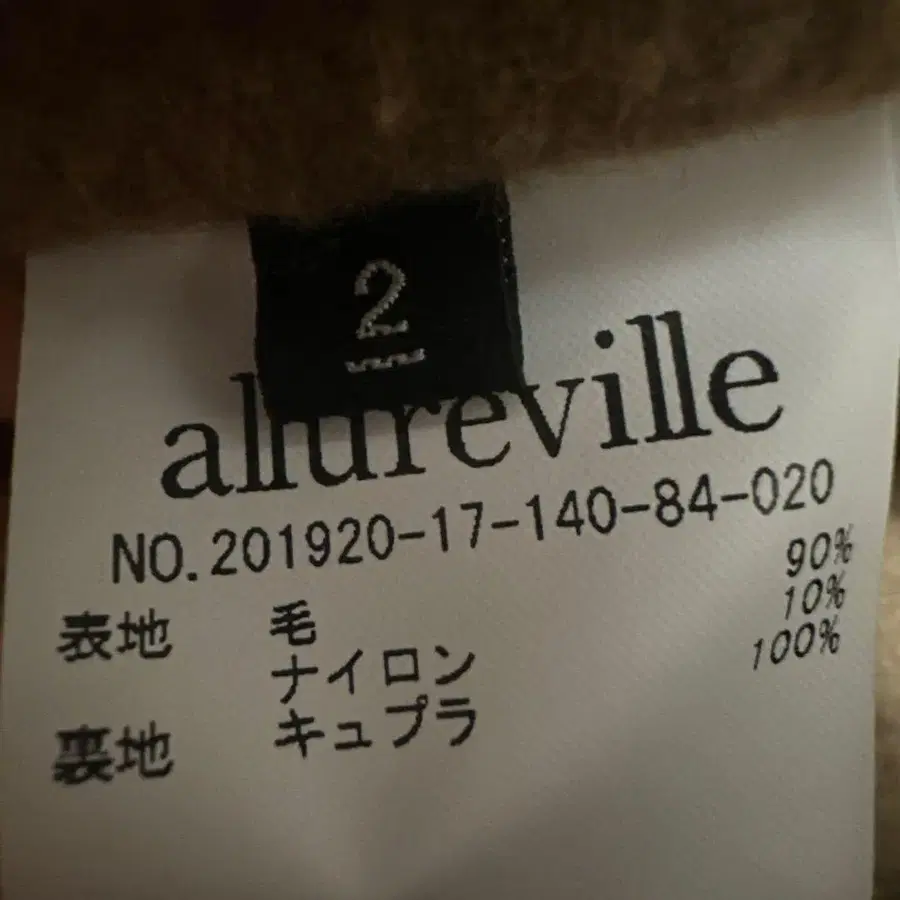 2
allureville
NO.201920-17-140-84-020
表地 毛 90%
ナイロン 10%
裏地 キュプラ 100%